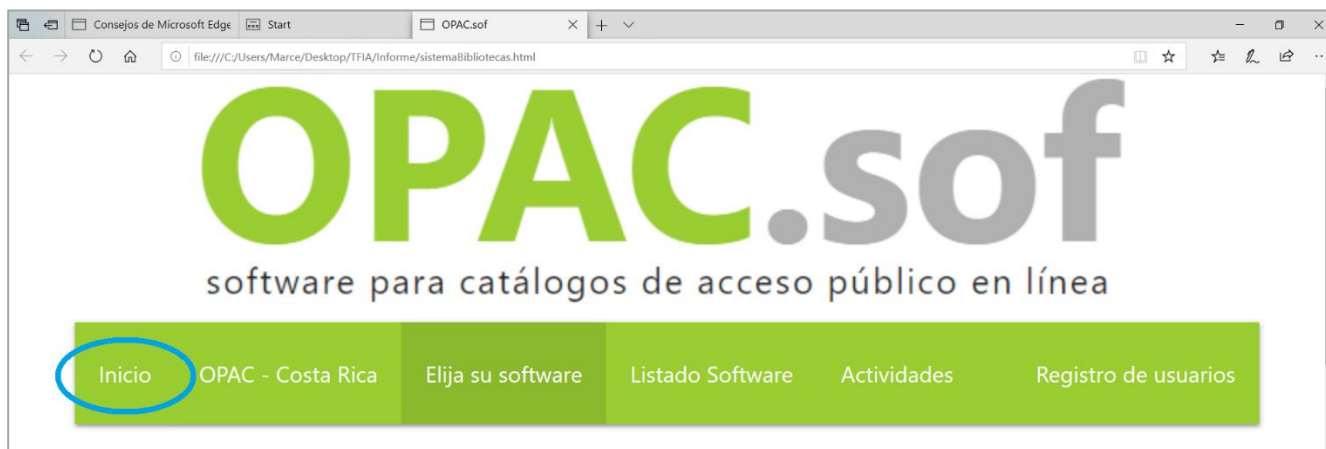 Consejos de Microsoft Edge Start OPAC.sof
file:///C:/Users/Marce/Desktop/TFIA/Informe/sistemaBibliotecas.html
OPAC.sof
software para catálogos de acceso público en línea
Inicio OPAC - Costa Rica Elija su software Listado Software Actividades Registro de usuarios